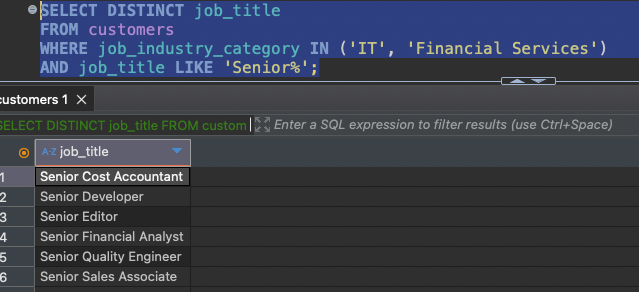 SELECT DISTINCT job_title
FROM customers
WHERE job_industry_category IN ('IT', 'Financial Services')
AND job_title LIKE 'Senior%';
customers 1
SELECT DISTINCT job_title FROM custom Enter a SQL expression to filter results (use Ctrl+Space)
A-Z job_title
1 Senior Cost Accountant
2 Senior Developer
3 Senior Editor
4 Senior Financial Analyst
5 Senior Quality Engineer
6 Senior Sales Associate